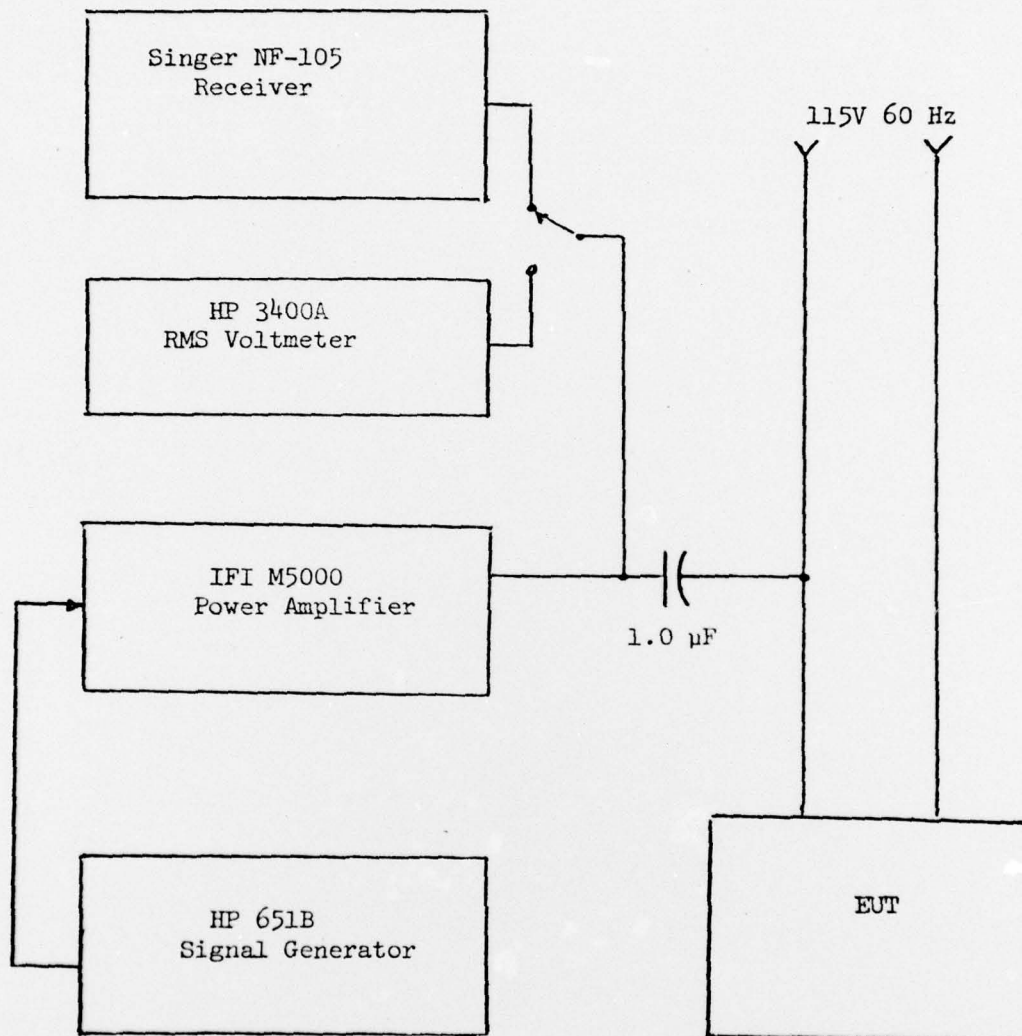 Singer NF-105
Receiver
115V 60 Hz
HP 3400A
RMS Voltmeter
IFI M5000
Power Amplifier
1.0 µF
HP 651B
Signal Generator
EUT